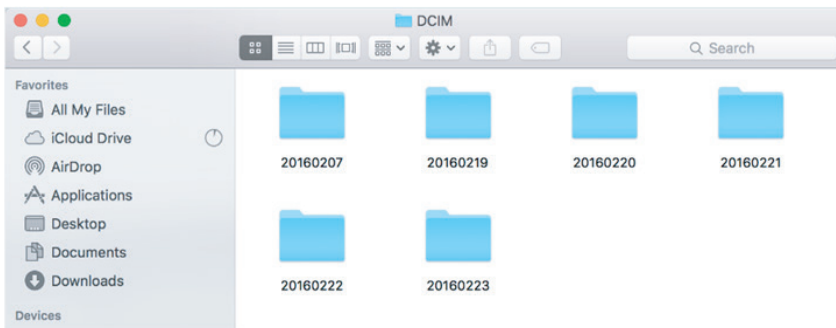 DCIM
Search
Favorites
All My Files
iCloud Drive
AirDrop
Applications
Desktop
Documents
Downloads
Devices
20160207 20160219 20160220 20160221
20160222 20160223